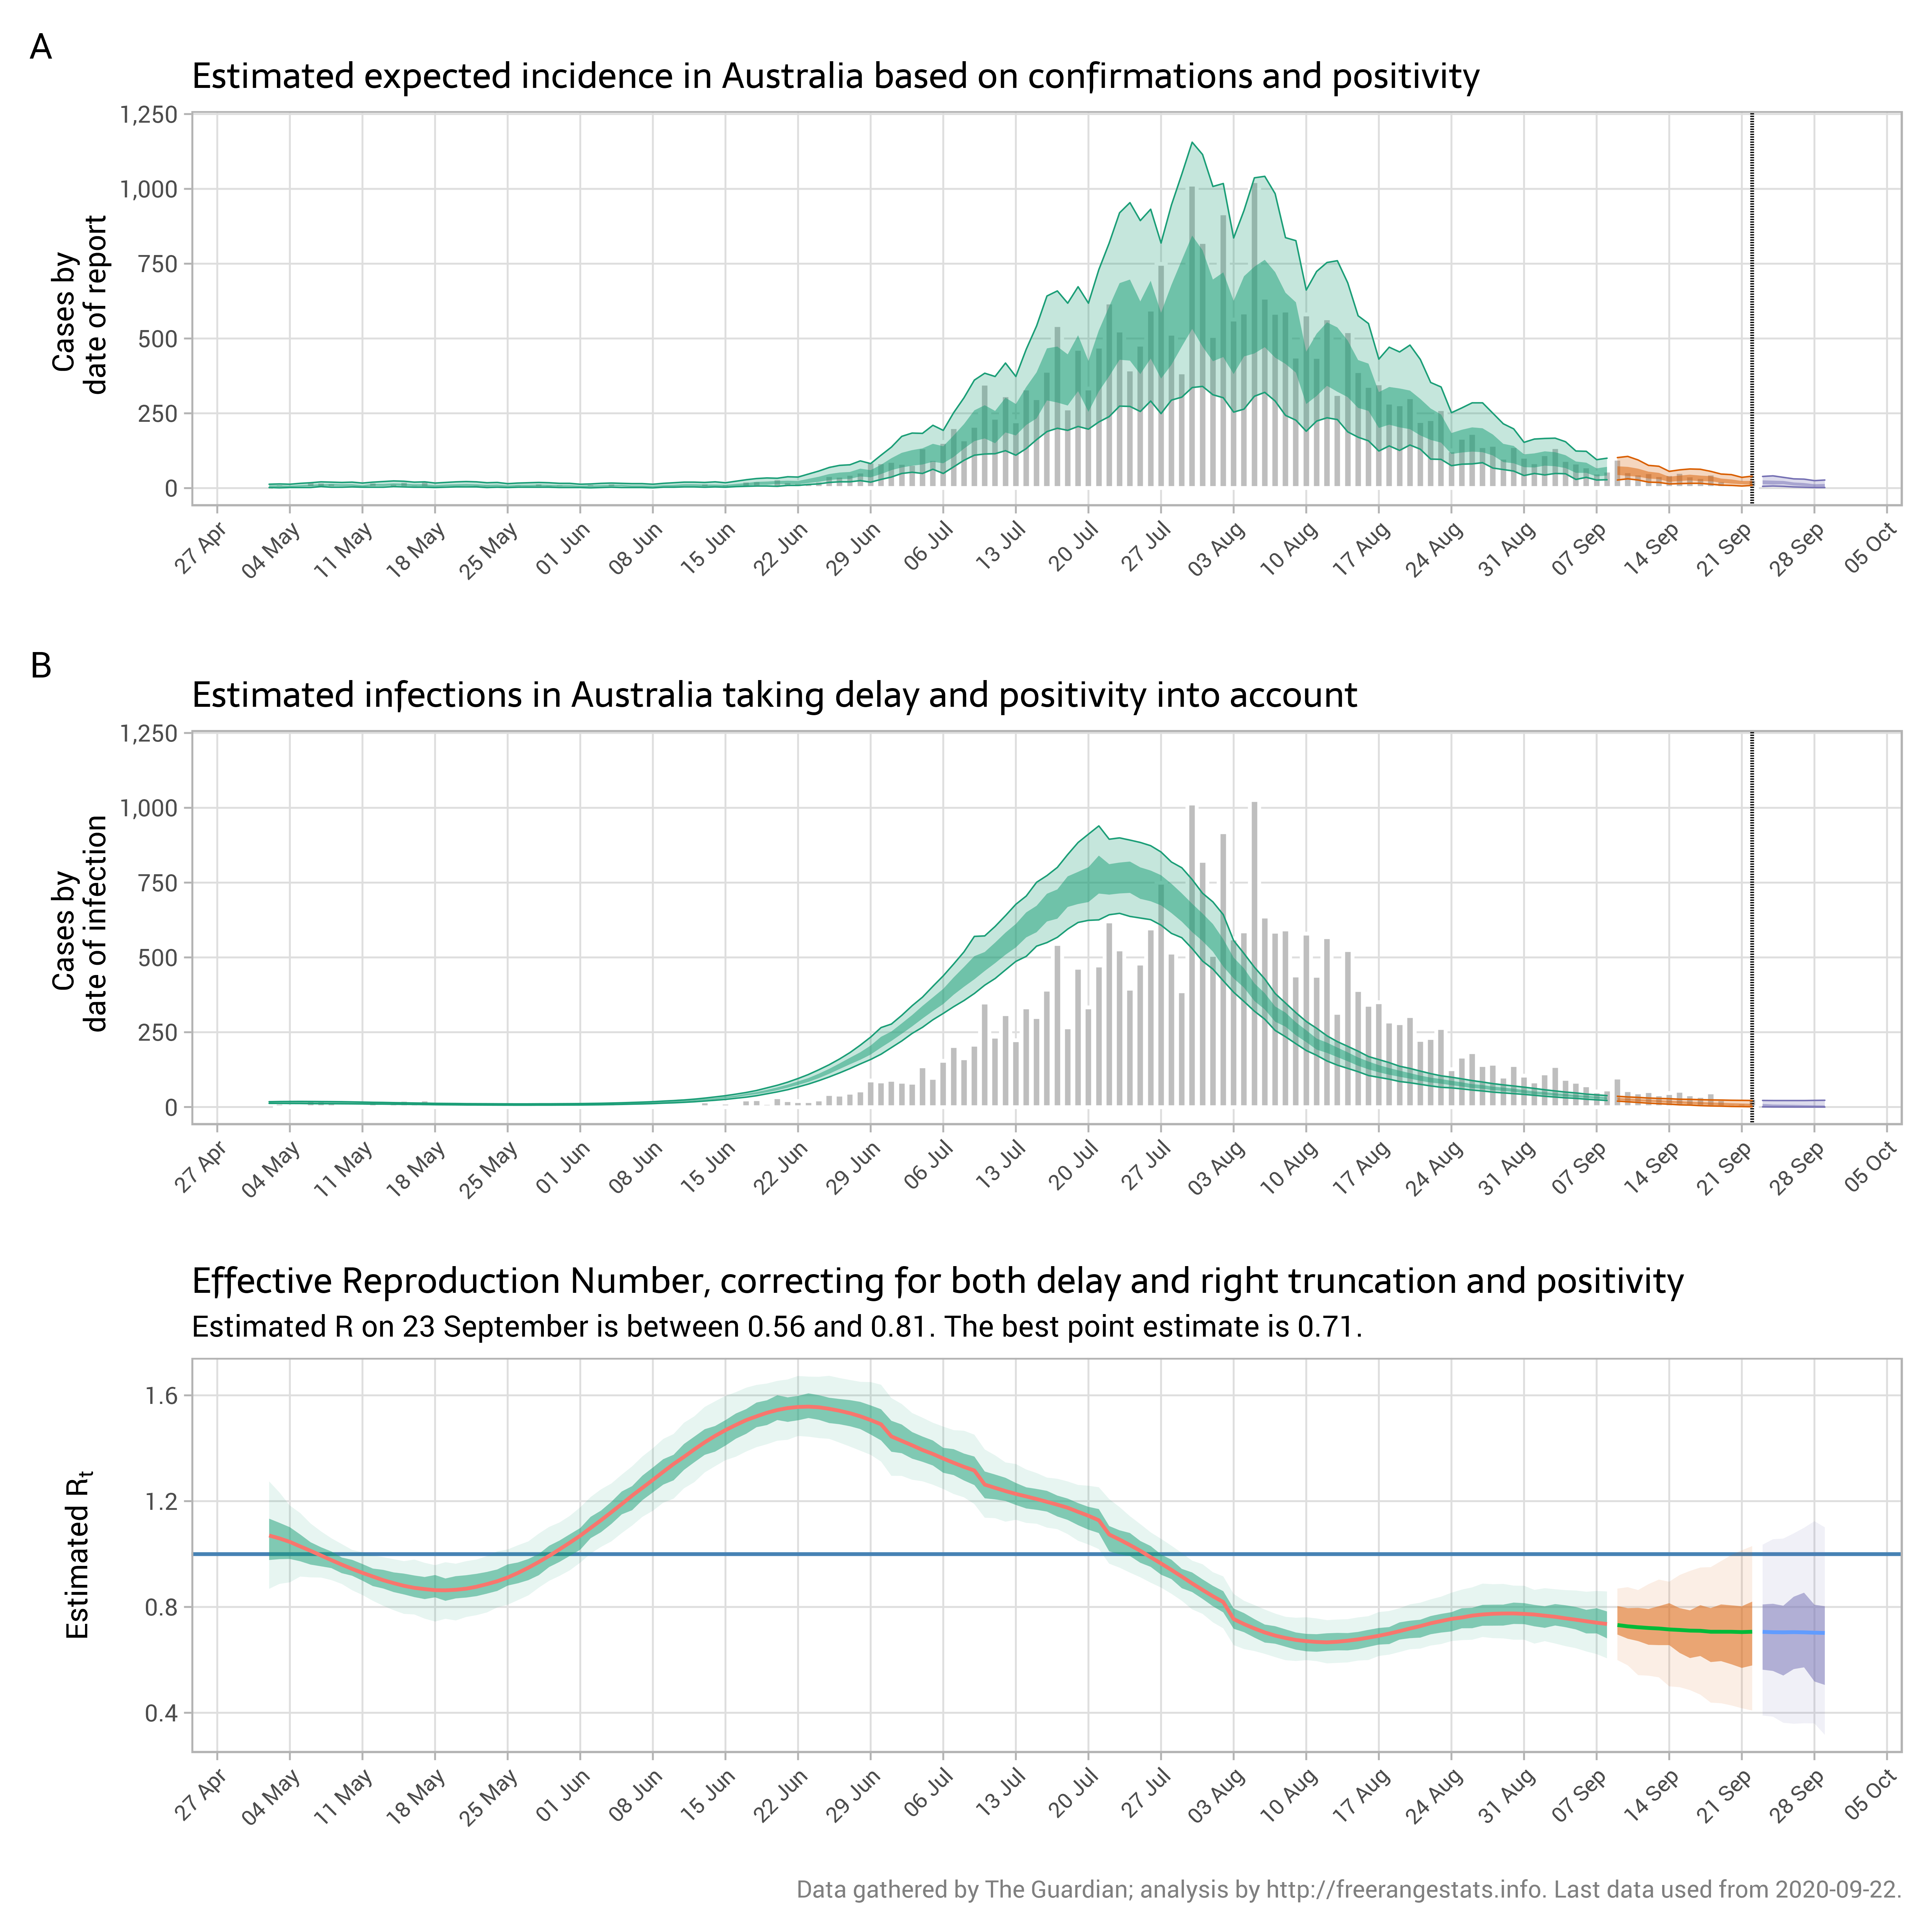 A
Estimated expected incidence in Australia based on confirmations and positivity
Cases by
date of report
1,250
1,000
750
500
250
0
27 Apr
04 May
11 May
18 May
25 May
01 Jun
08 Jun
15 Jun
22 Jun
29 Jun
06 Jul
13 Jul
20 Jul
27 Jul
03 Aug
10 Aug
17 Aug
24 Aug
31 Aug
07 Sep
14 Sep
21 Sep
28 Sep
05 Oct
B
Estimated infections in Australia taking delay and positivity into account
Cases by
date of infection
1,250
1,000
750
500
250
0
27 Apr
04 May
11 May
18 May
25 May
01 Jun
08 Jun
15 Jun
22 Jun
29 Jun
06 Jul
13 Jul
20 Jul
27 Jul
03 Aug
10 Aug
17 Aug
24 Aug
31 Aug
07 Sep
14 Sep
21 Sep
28 Sep
05 Oct
Effective Reproduction Number, correcting for both delay and right truncation and positivity
Estimated R on 23 September is between 0.56 and 0.81. The best point estimate is 0.71.
Estimated Rt
1.6
1.2
0.8
0.4
27 Apr
04 May
11 May
18 May
25 May
01 Jun
08 Jun
15 Jun
22 Jun
29 Jun
06 Jul
13 Jul
20 Jul
27 Jul
03 Aug
10 Aug
17 Aug
24 Aug
31 Aug
07 Sep
14 Sep
21 Sep
28 Sep
05 Oct
Data gathered by The Guardian; analysis by http://freerangestats.info. Last data used from 2020-09-22.